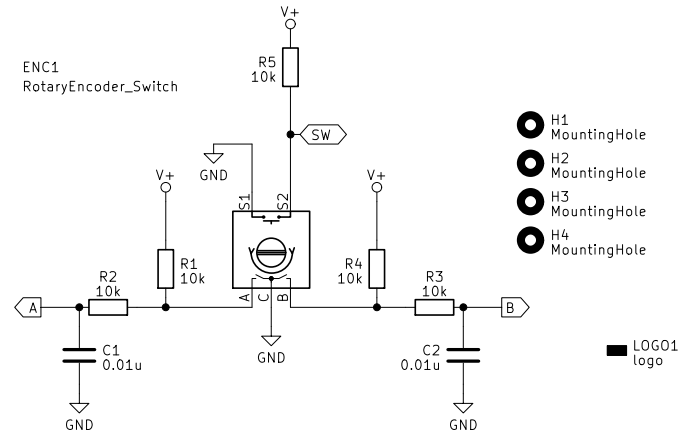 V+
R5
10k
ENC1
RotaryEncoder_Switch
SW
H1
MountingHole
H2
MountingHole
H3
MountingHole
H4
MountingHole
GND
V+
S1
S2
V+
R1
10k
R4
10k
R2
10k
R3
10k
A
A
C
B
B
GND
C1
0.01u
C2
0.01u
LOGO1
logo
GND
GND